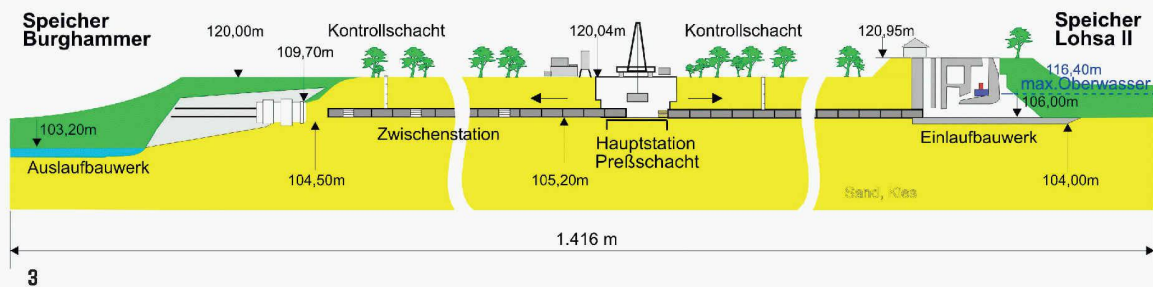 Speicher
Burghammer
120,00m
109,70m
Kontrollschacht
120,04m
Kontrollschacht
120,95m
Speicher
Lohsa II
116,40m
max.Oberwasser
106,00m
103,20m
Auslaufbauwerk
Zwischenstation
Hauptstation
Preßschacht
Einlaufbauwerk
104,50m
105,20m
104,00m
Sand, Kies
1.416 m
3